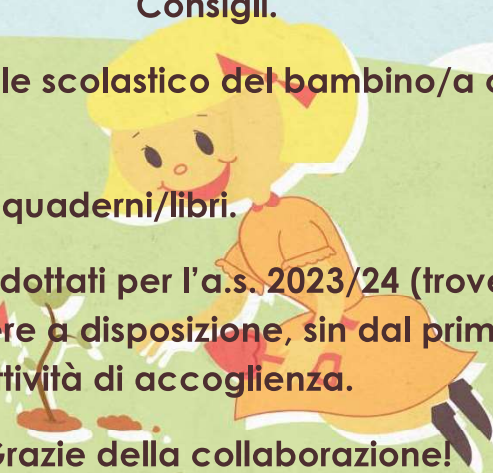 Consigli.
le scolastico del bambino/a
quaderni/libri.
dottati per l'a.s. 2023/24 (trove
re a disposizione, sin dal prim
ttività di accoglienza.
Grazie della collaborazione!